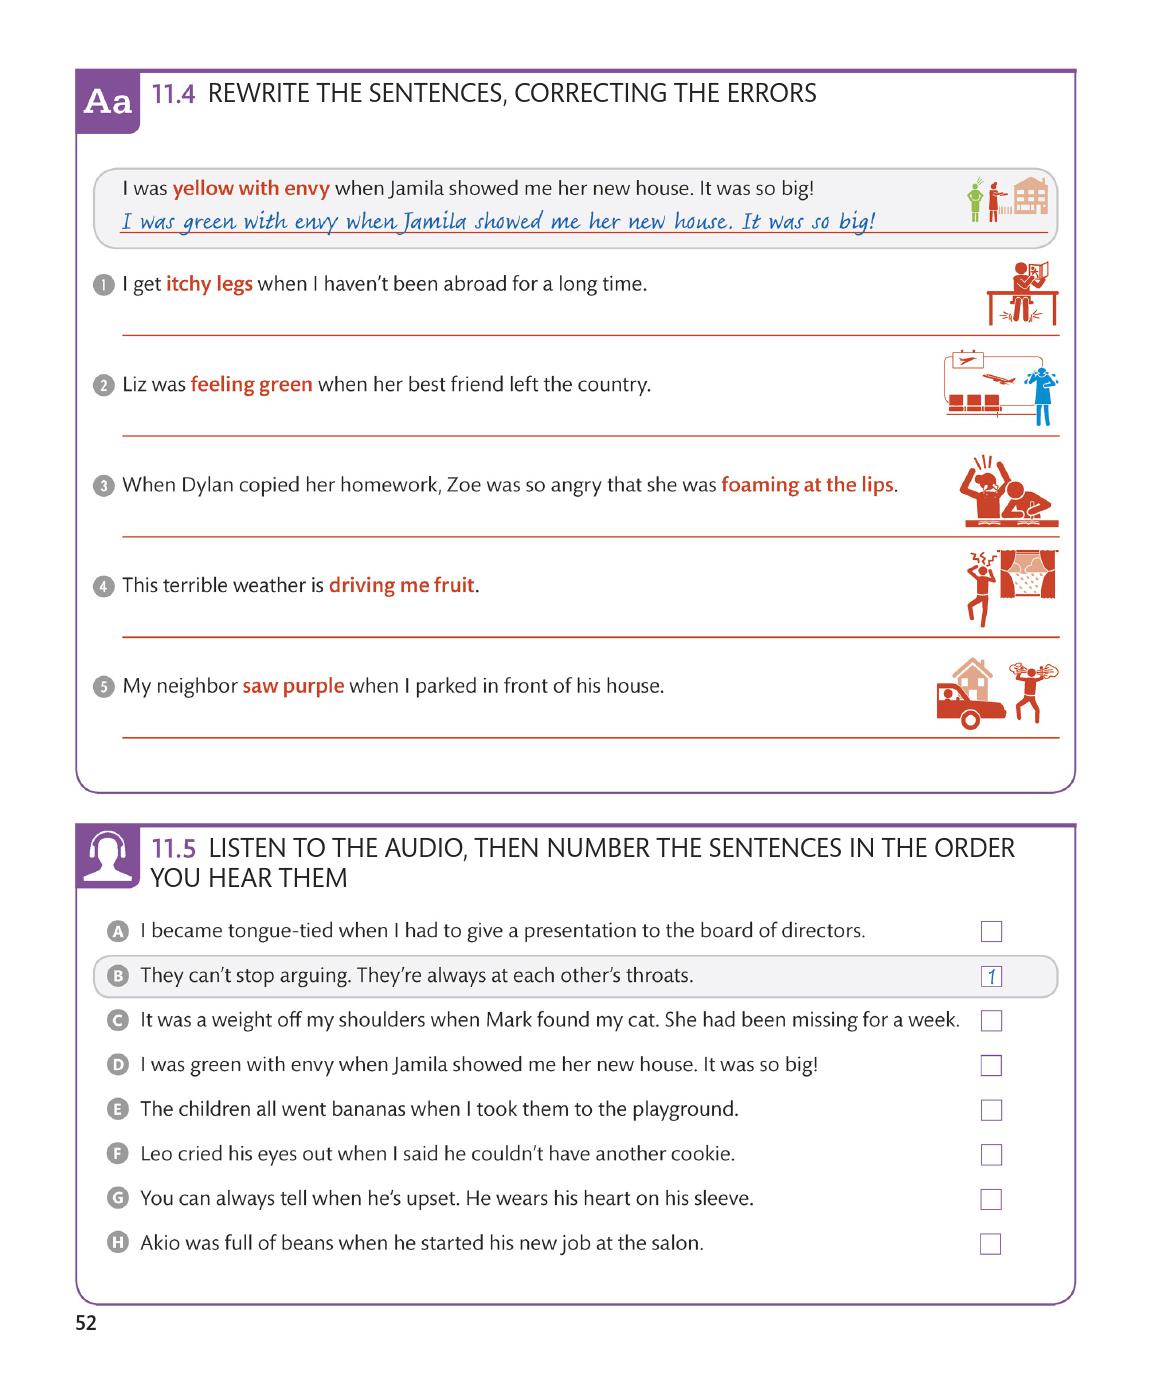 Aa 11.4 REWRITE THE SENTENCES, CORRECTING THE ERRORS
I was yellow with envy when Jamila showed me her new house. It was so big!
I was green with envy when Jamila showed me her new house. It was so big!
1 I get itchy legs when I haven't been abroad for a long time.
2 Liz was feeling green when her best friend left the country.
3 When Dylan copied her homework, Zoe was so angry that she was foaming at the lips.
4 This terrible weather is driving me fruit.
5 My neighbor saw purple when I parked in front of his house.
11.5 LISTEN TO THE AUDIO, THEN NUMBER THE SENTENCES IN THE ORDER
YOU HEAR THEM
A I became tongue-tied when I had to give a presentation to the board of directors.
B They can't stop arguing. They're always at each other's throats. 1
C It was a weight off my shoulders when Mark found my cat. She had been missing for a week.
D I was green with envy when Jamila showed me her new house. It was so big!
E The children all went bananas when I took them to the playground.
F Leo cried his eyes out when I said he couldn't have another cookie.
G You can always tell when he's upset. He wears his heart on his sleeve.
H Akio was full of beans when he started his new job at the salon.
52